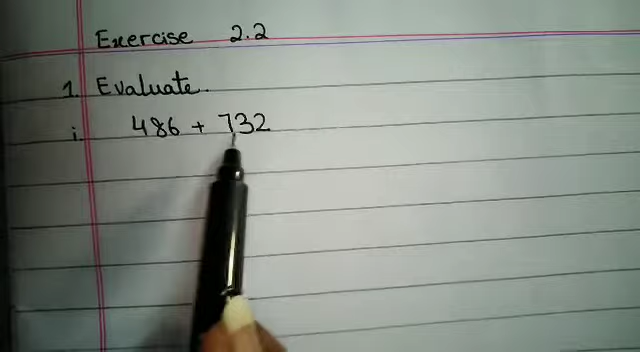 Exercise 2.2
1. Evaluate.
i. 486 + 732